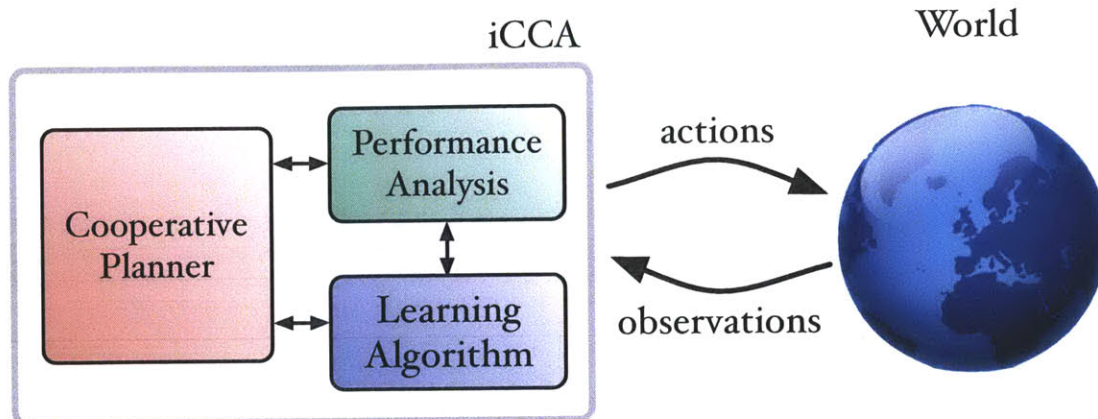 iCCA
World
Cooperative
Planner
Performance
Analysis
Learning
Algorithm
actions
observations